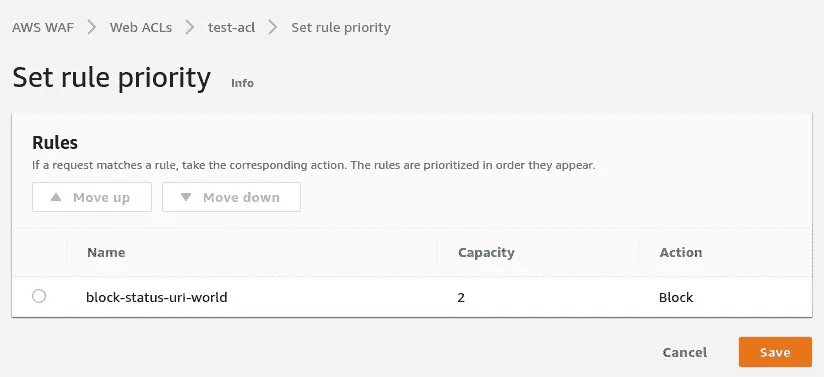 AWS WAF > Web ACLs > test-acl > Set rule priority
Set rule priority Info
Rules
If a request matches a rule, take the corresponding action. The rules are prioritized in order they appear.
▲ Move up ▼ Move down
Name Capacity Action
block-status-uri-world 2 Block
Cancel Save